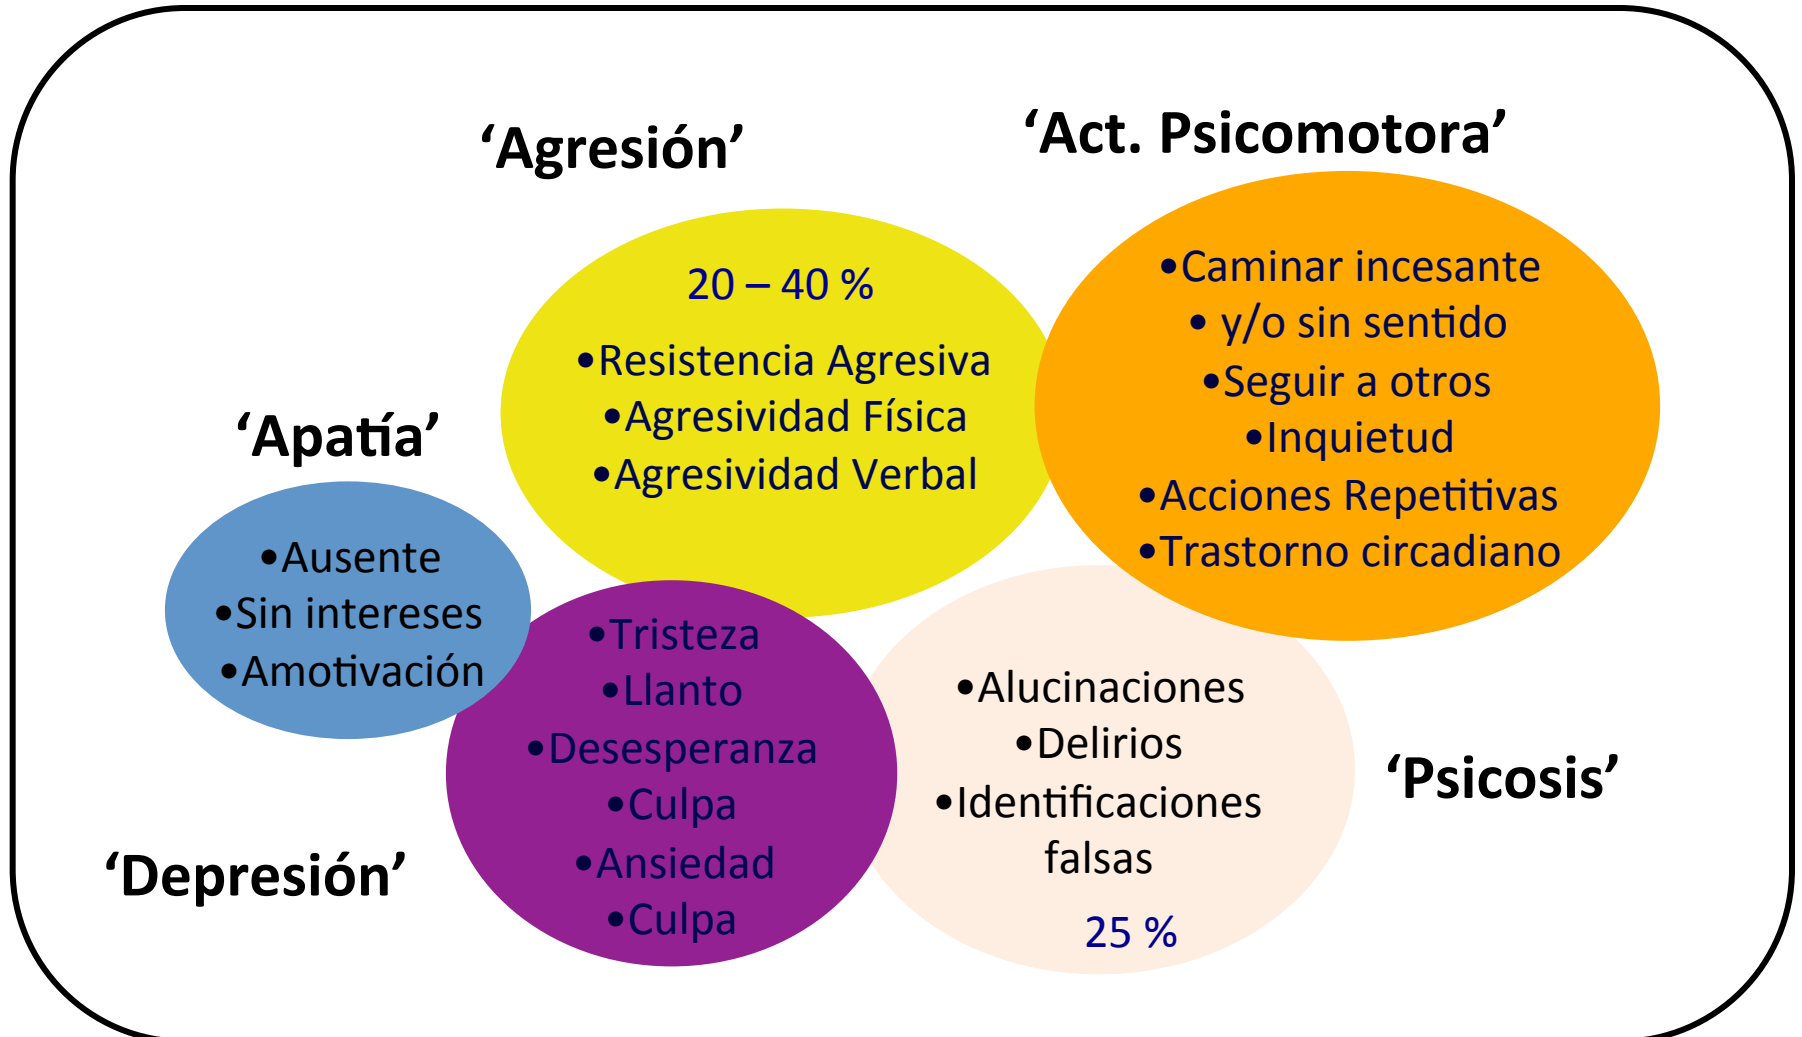 ‘Agresión’
20 – 40 %
•Resistencia Agresiva
•Agresividad Física
•Agresividad Verbal
‘Act. Psicomotora’
•Caminar incesante
• y/o sin sentido
•Seguir a otros
•Inquietud
•Acciones Repetitivas
•Trastorno circadiano
‘Apatía’
•Ausente
•Sin intereses
•Amotivación
‘Depresión’
•Tristeza
•Llanto
•Desesperanza
•Culpa
•Ansiedad
•Culpa
•Alucinaciones
•Delirios
•Identificaciones
falsas
25 %
‘Psicosis’